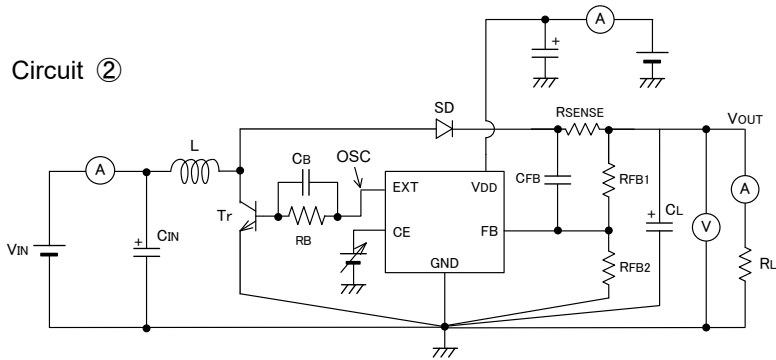 Circuit ②
A
+
SD
RSENSE
VOUT
L
CB
OSC
A
EXT
VDD
CFB
RFB1
CL
A
Tr
RB
CE
FB
+
V
VIN
+
CIN
GND
RFB2
RL